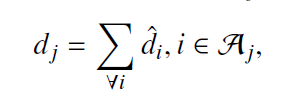 d_j = ∑_{∀i} d̂_i, i ∈ 𝒜_j,